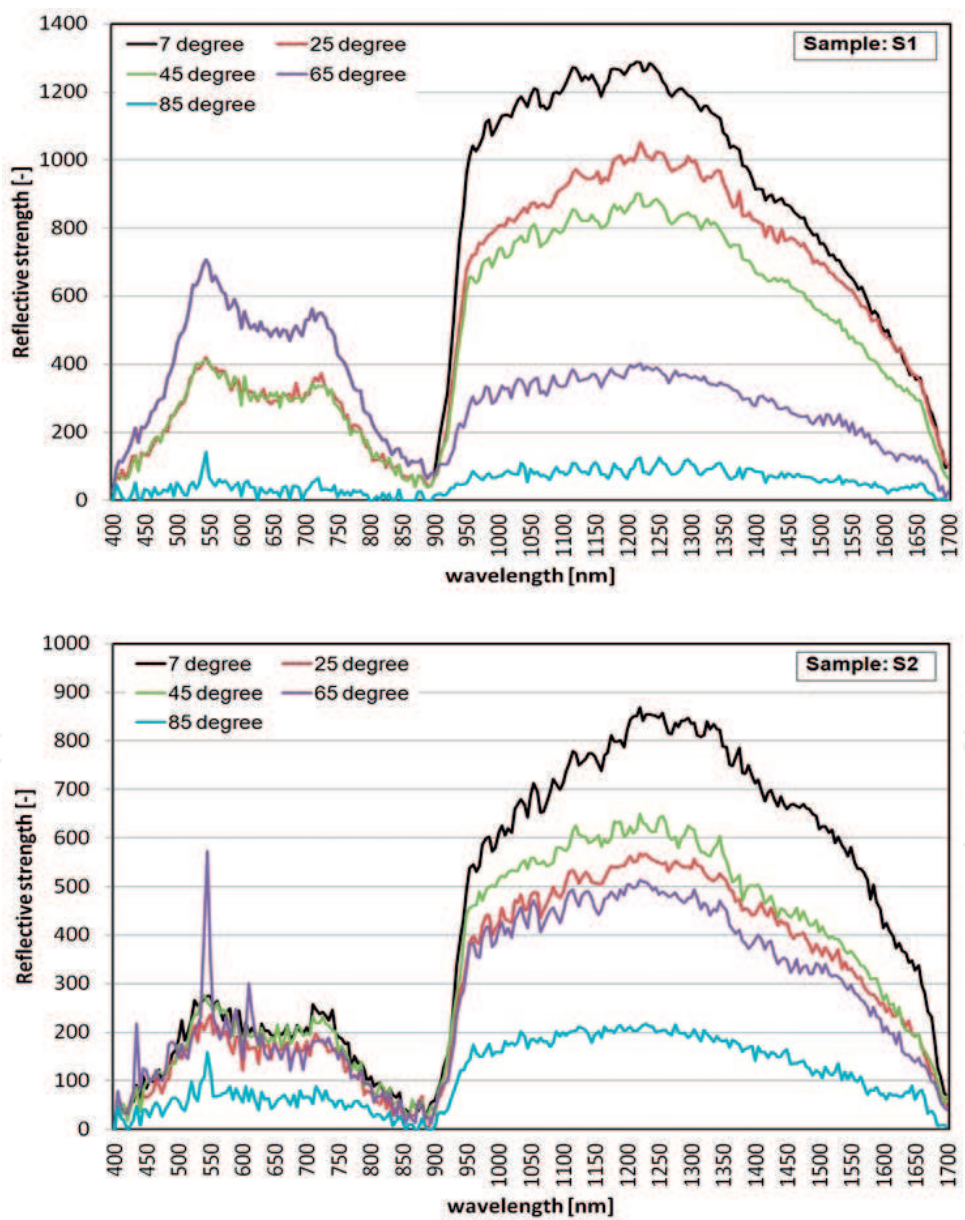 Sample: S1
7 degree 25 degree
45 degree 65 degree
85 degree
Reflective strength [-]
1400
1200
1000
800
600
400
200
0
400 450 500 550 600 650 700 750 800 850 900 950 1000 1050 1100 1150 1200 1250 1300 1350 1400 1450 1500 1550 1600 1650 1700
wavelength [nm]
Sample: S2
7 degree 25 degree
45 degree 65 degree
85 degree
Reflective strength [-]
1000
900
800
700
600
500
400
300
200
100
0
400 450 500 550 600 650 700 750 800 850 900 950 1000 1050 1100 1150 1200 1250 1300 1350 1400 1450 1500 1550 1600 1650 1700
wavelength [nm]